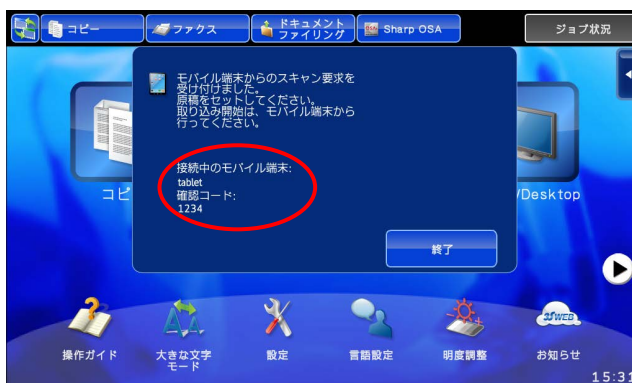 コピー
ファクス
ドキュメント
ファイリング
Sharp OSA
ジョブ状況
モバイル端末からのスキャン要求を
受け付けました。
原稿をセットしてください。
取り込み開始は、モバイル端末から
行ってください。
接続中のモバイル端末:
tablet
確認コード:
1234
終了
コピ
/Desktop
操作ガイド
大きな文字
モード
設定
言語設定
明度調整
お知らせ
15:31